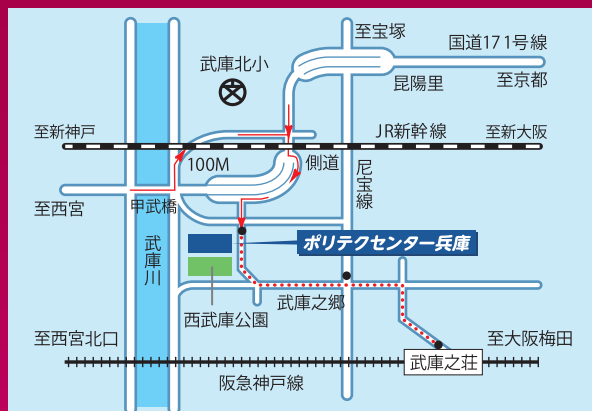 至宝塚
国道171号線
武庫北小
昆陽里
至京都
至新神戸
JR新幹線
至新大阪
100M
側道
尼宝線
至西宮
甲武橋
武庫川
ポリテクセンター兵庫
武庫之郷
西武庫公園
至西宮北口
至大阪梅田
武庫之荘
阪急神戸線